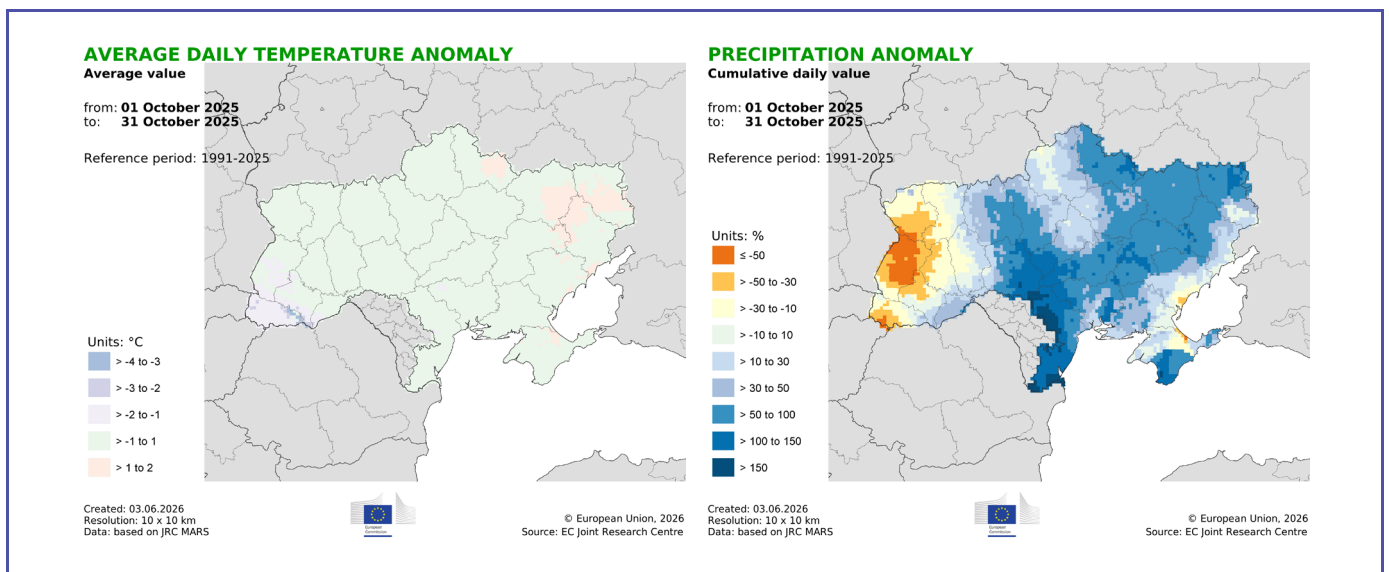 AVERAGE DAILY TEMPERATURE ANOMALY
Average value
from: 01 October 2025
to: 31 October 2025
Reference period: 1991-2025
Units: °C
> -4 to -3
> -3 to -2
> -2 to -1
> -1 to 1
> 1 to 2
Created: 03.06.2026
Resolution: 10 x 10 km
Data: based on JRC MARS
European
Commission
© European Union, 2026
Source: EC Joint Research Centre
PRECIPITATION ANOMALY
Cumulative daily value
from: 01 October 2025
to: 31 October 2025
Reference period: 1991-2025
Units: %
≤ -50
> -50 to -30
> -30 to -10
> -10 to 10
> 10 to 30
> 30 to 50
> 50 to 100
> 100 to 150
> 150
Created: 03.06.2026
Resolution: 10 x 10 km
Data: based on JRC MARS
European
Commission
© European Union, 2026
Source: EC Joint Research Centre